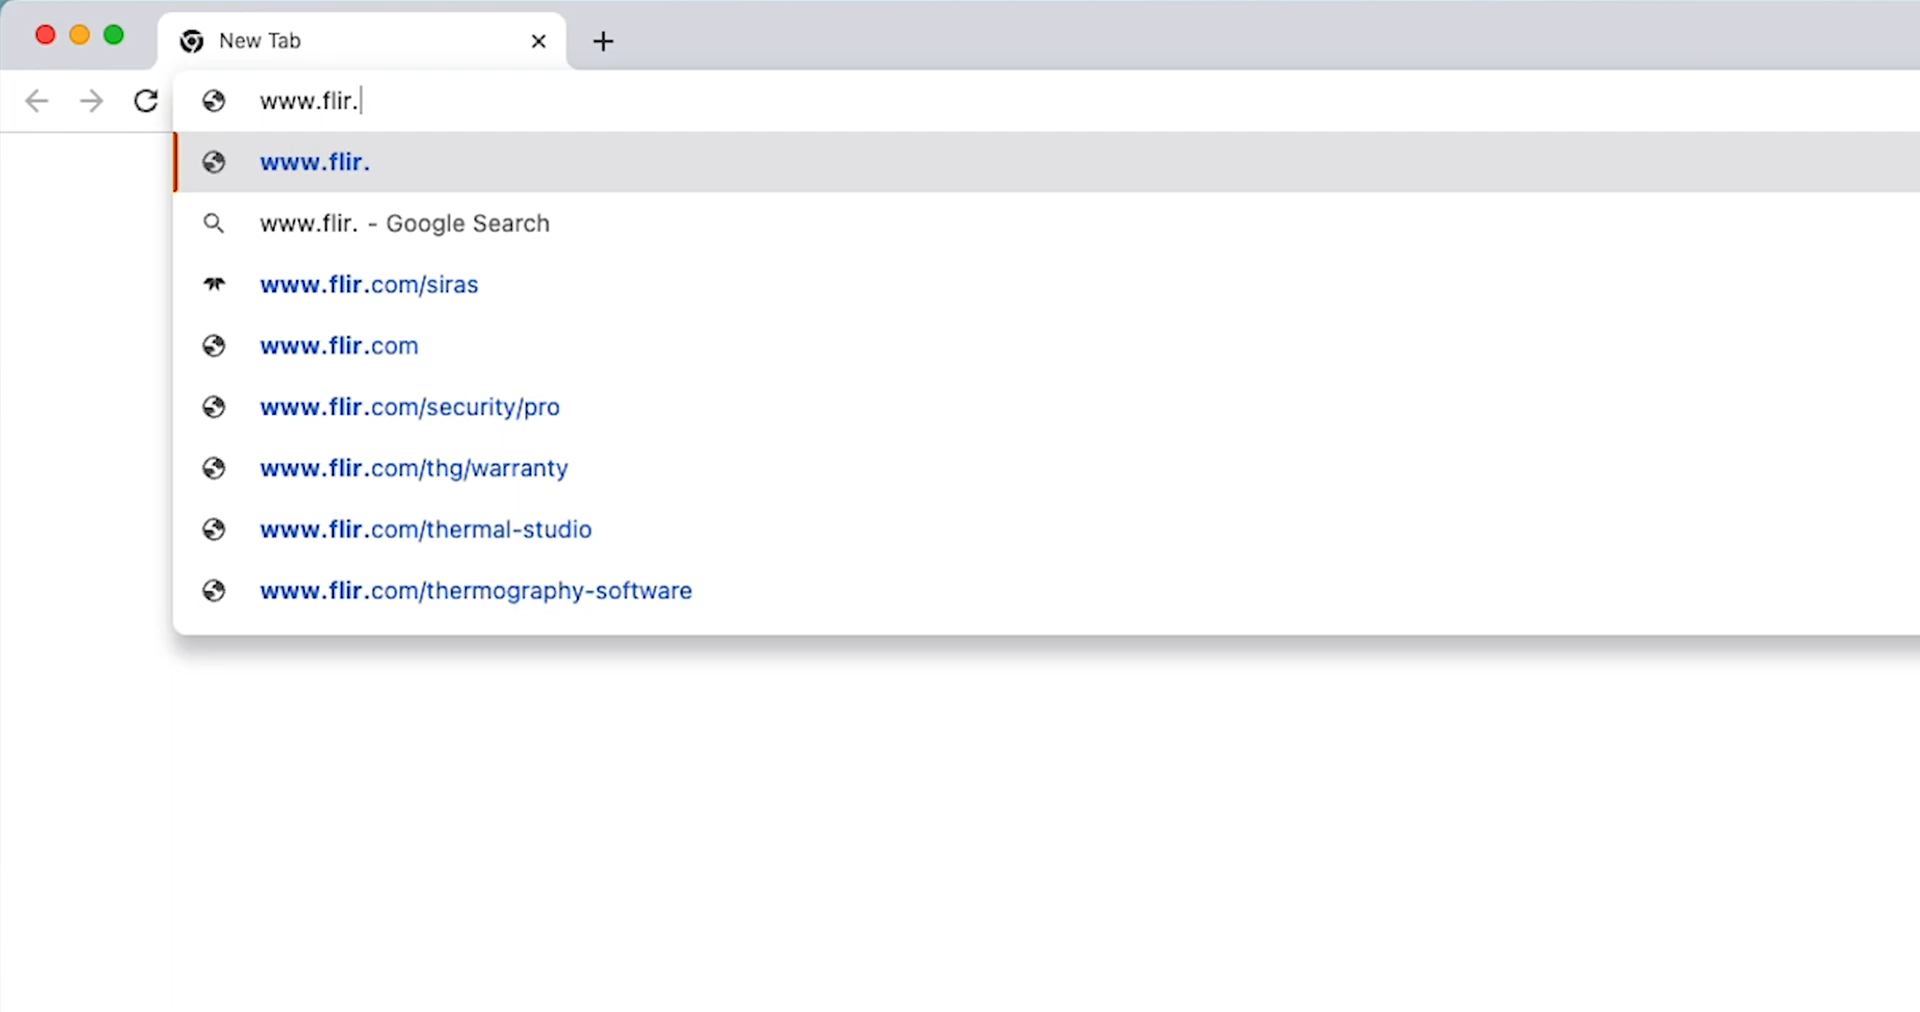 New Tab
www.flir.
www.flir.
www.flir. - Google Search
www.flir.com/siras
www.flir.com
www.flir.com/security/pro
www.flir.com/thg/warranty
www.flir.com/thermal-studio
www.flir.com/thermography-software